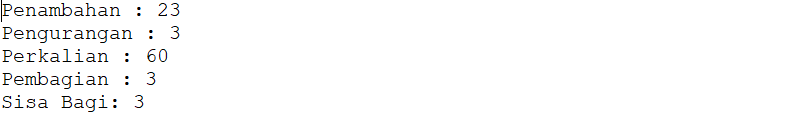 Penambahan : 23
Pengurangan : 3
Perkalian : 60
Pembagian : 3
Sisa Bagi: 3